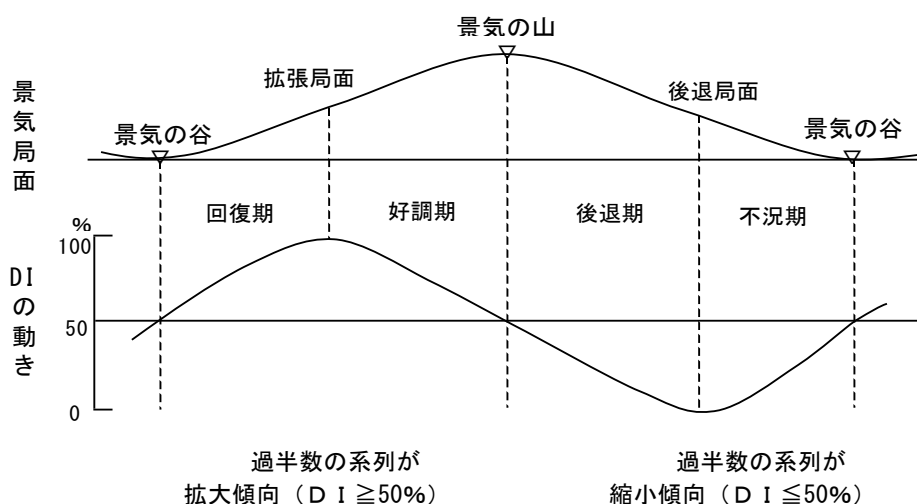 景気の山
拡張局面
後退局面
景気の谷
景気の谷
景気局面
回復期
好調期
後退期
不況期
%
100
50
0
DIの動き
過半数の系列が
拡大傾向（ＤＩ≧50%）
過半数の系列が
縮小傾向（ＤＩ≦50%）